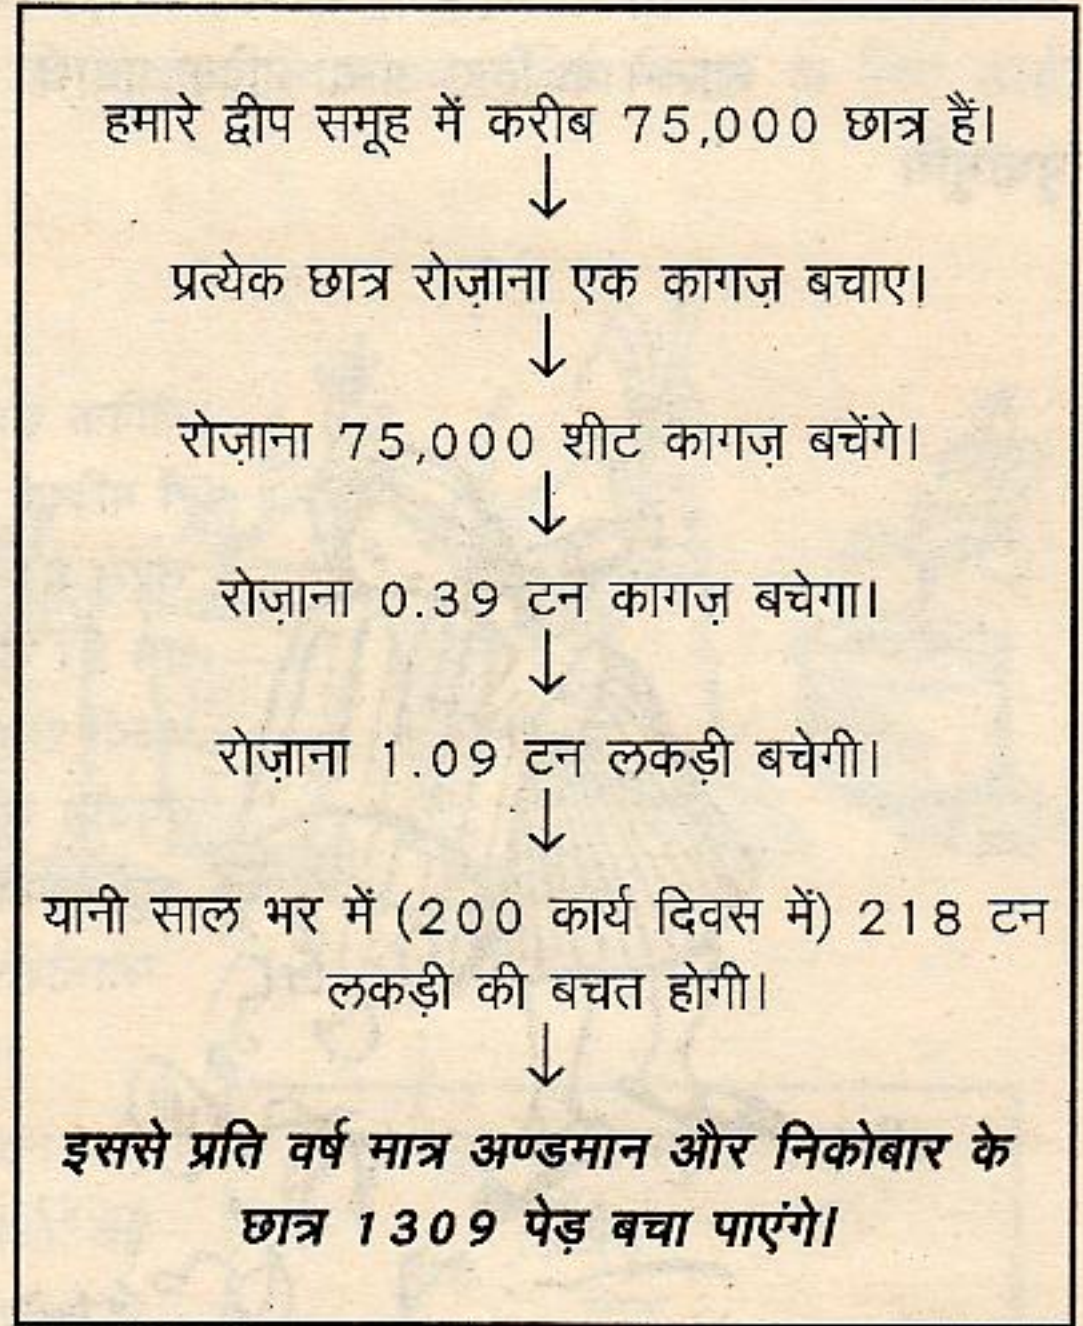 हमारे द्वीप समूह में करीब 75,000 छात्र हैं।
↓
प्रत्येक छात्र रोज़ाना एक कागज़ बचाए।
↓
रोज़ाना 75,000 शीट कागज़ बचेंगे।
↓
रोज़ाना 0.39 टन कागज़ बचेगा।
↓
रोज़ाना 1.09 टन लकड़ी बचेगी।
↓
यानी साल भर में (200 कार्य दिवस में) 218 टन
लकड़ी की बचत होगी।
↓
इससे प्रति वर्ष मात्र अण्डमान और निकोबार के
छात्र 1309 पेड़ बचा पाएंगे।